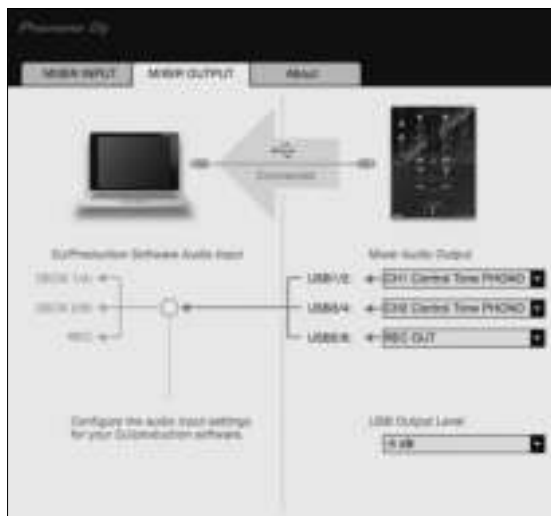 Pioneer Dj
MIXER INPUT
MIXER OUTPUT
About
Connected
DJ/Production Software Audio Input
Mixer Audio Output
DECK 1/A
DECK 2/B
REC
USB1/2
CH1 Control Tone PHONO
USB3/4
CH2 Control Tone PHONO
USB5/6
REC OUT
Configure the audio input settings
for your DJ/production software.
USB Output Level